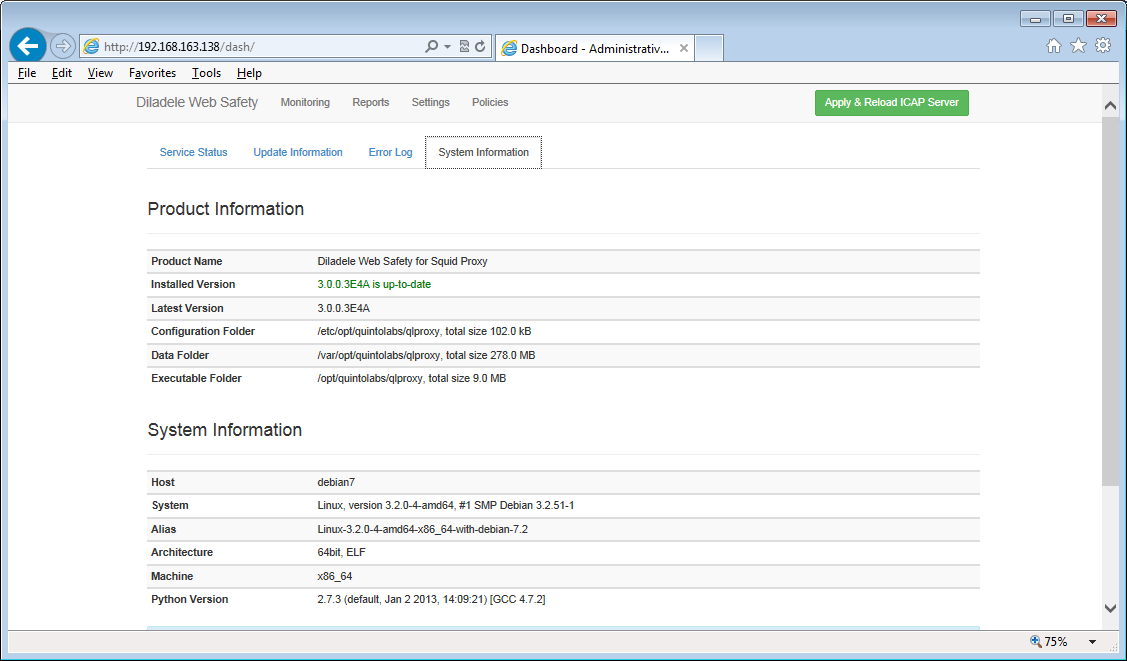 http://192.168.163.138/dash/ Dashboard - Administrativ...
File Edit View Favorites Tools Help
Diladele Web Safety Monitoring Reports Settings Policies Apply & Reload ICAP Server
Service Status Update Information Error Log System Information
Product Information
Product Name Diladele Web Safety for Squid Proxy
Installed Version 3.0.0.3E4A is up-to-date
Latest Version 3.0.0.3E4A
Configuration Folder /etc/opt/quintolabs/qlproxy, total size 102.0 kB
Data Folder /var/opt/quintolabs/qlproxy, total size 278.0 MB
Executable Folder /opt/quintolabs/qlproxy, total size 9.0 MB
System Information
Host debian7
System Linux, version 3.2.0-4-amd64, #1 SMP Debian 3.2.51-1
Alias Linux-3.2.0-4-amd64-x86_64-with-debian-7.2
Architecture 64bit, ELF
Machine x86_64
Python Version 2.7.3 (default, Jan 2 2013, 14:09:21) [GCC 4.7.2]
75%